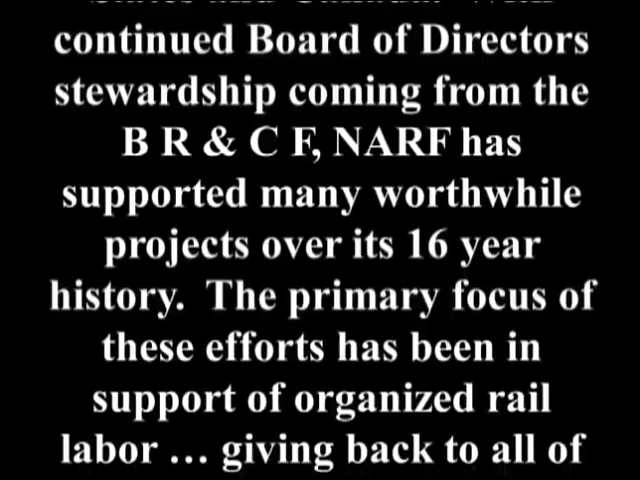 continued Board of Directors
stewardship coming from the
B R & C F, NARF has
supported many worthwhile
projects over its 16 year
history.  The primary focus of
these efforts has been in
support of organized rail
labor … giving back to all of